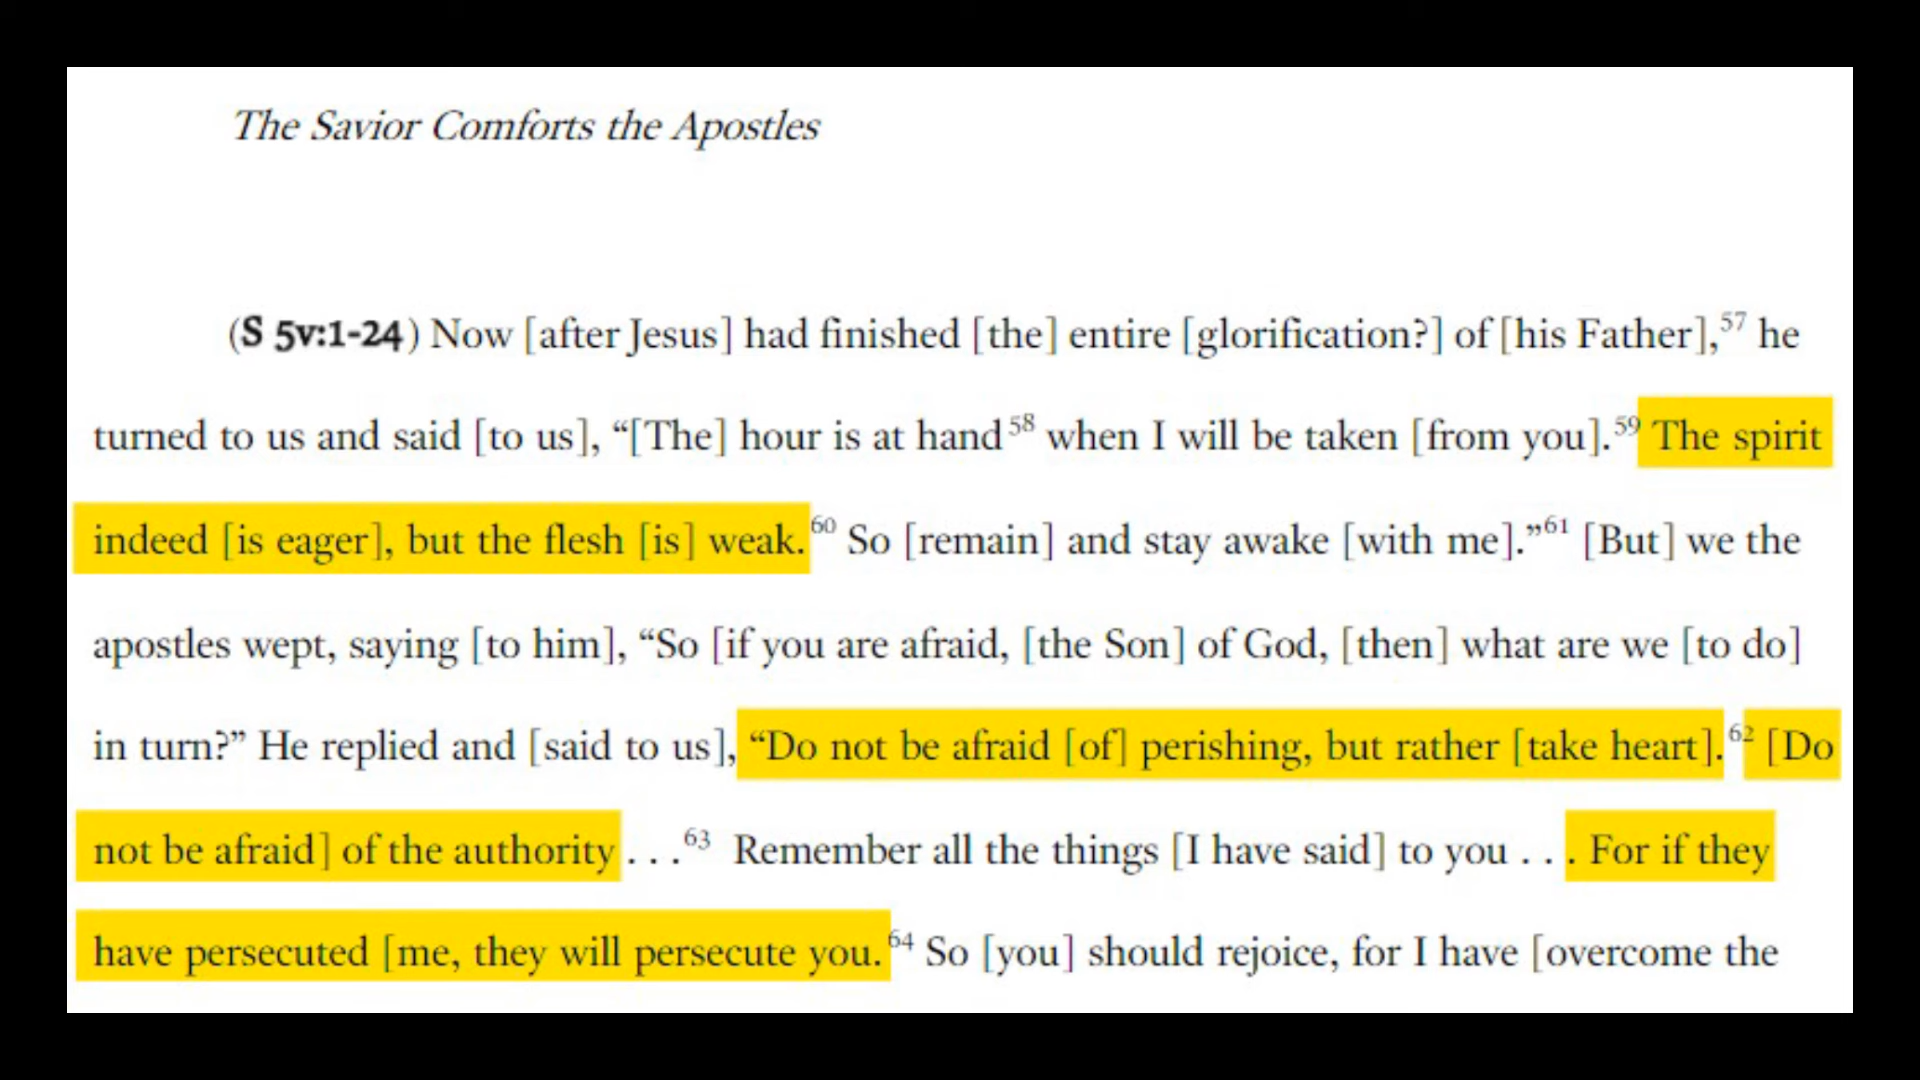 The Savior Comforts the Apostles
(S 5v:1-24) Now [after Jesus] had finished [the] entire [glorification?] of [his Father],57 he
turned to us and said [to us], “[The] hour is at hand58 when I will be taken [from you].59 The spirit
indeed [is eager], but the flesh [is] weak.60 So [remain] and stay awake [with me].”61 [But] we the
apostles wept, saying [to him], “So [if you are afraid, [the Son] of God, [then] what are we [to do]
in turn?” He replied and [said to us], “Do not be afraid [of] perishing, but rather [take heart].62 [Do
not be afraid] of the authority . . .63 Remember all the things [I have said] to you . . . For if they
have persecuted [me, they will persecute you.64 So [you] should rejoice, for I have [overcome the